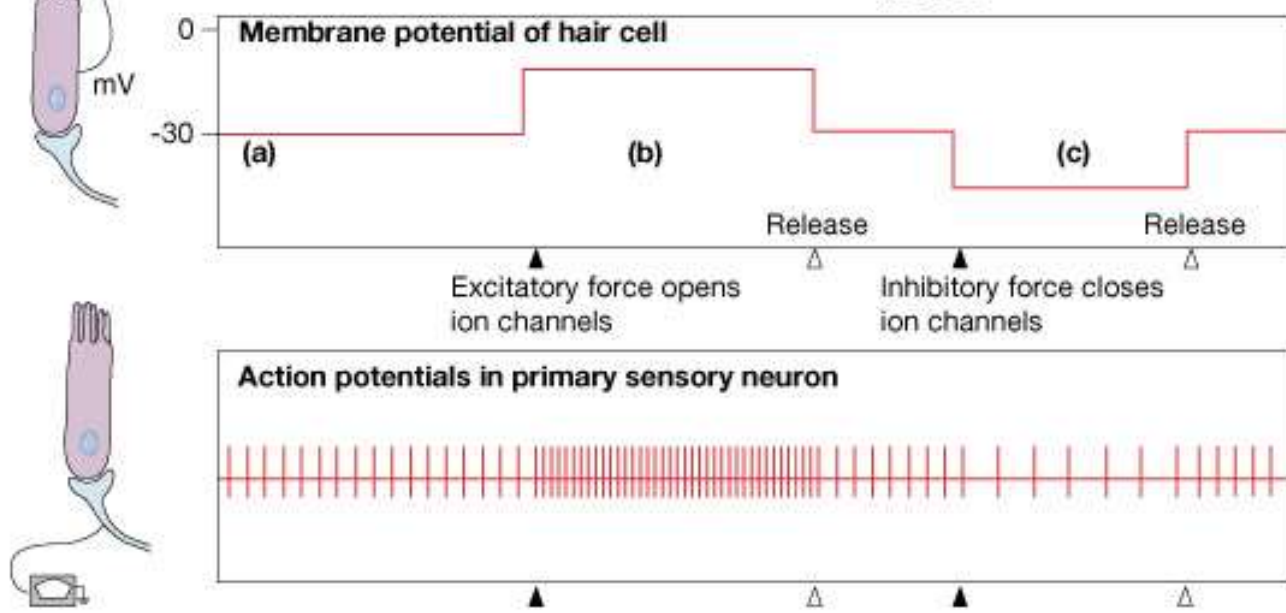 0
Membrane potential of hair cell
mV
-30
(a)
(b)
(c)
Release
Release
Excitatory force opens
ion channels
Inhibitory force closes
ion channels
Action potentials in primary sensory neuron